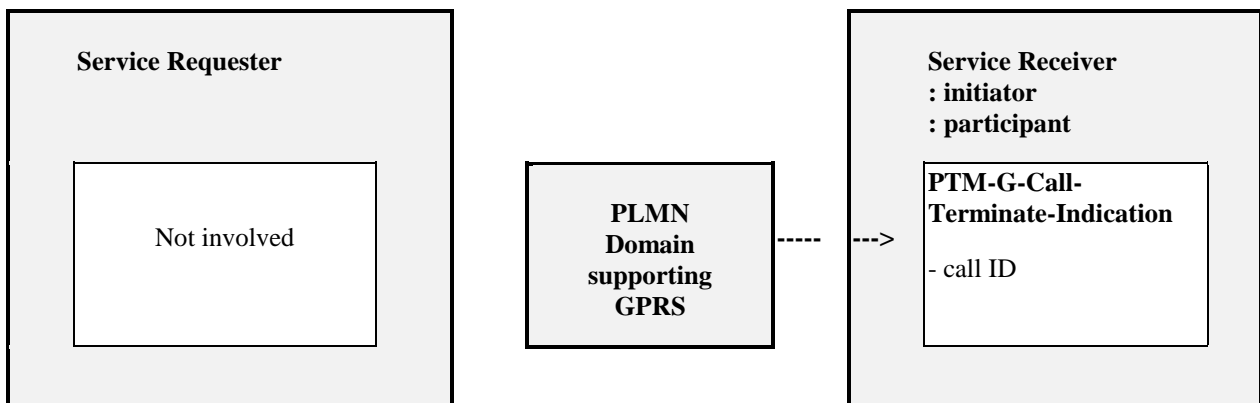 Service Requester
Not involved
PLMN
Domain
supporting
GPRS
----- --->
Service Receiver
: initiator
: participant
PTM-G-Call-
Terminate-Indication
- call ID